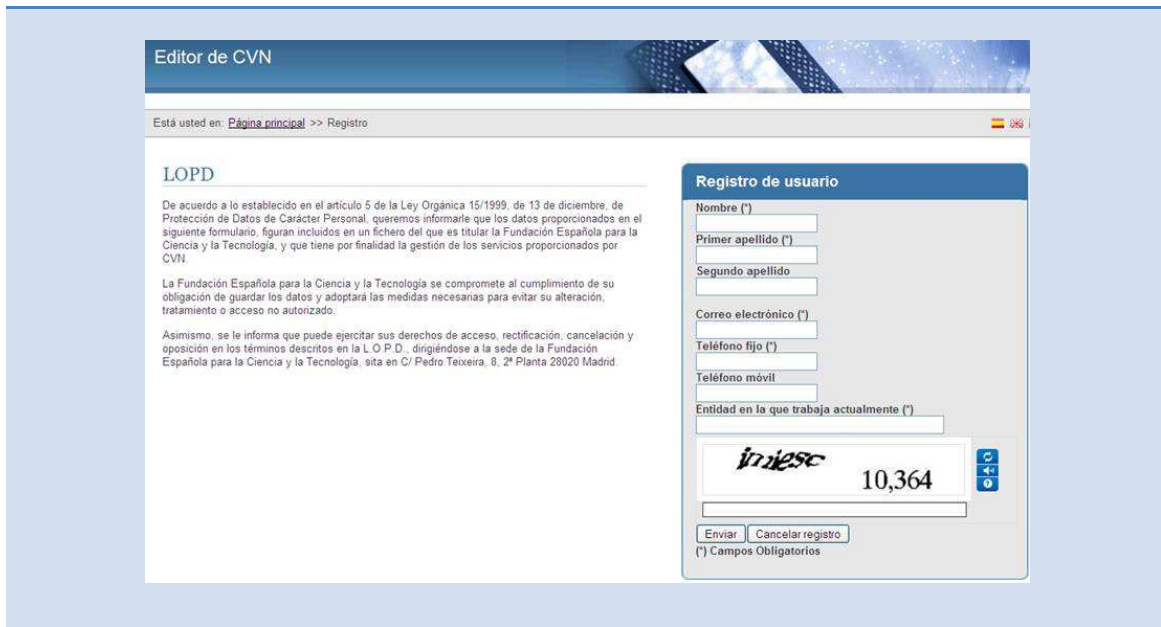 Editor de CVN
Está usted en: Página principal >> Registro
LOPD
De acuerdo a lo establecido en el artículo 5 de la Ley Orgánica 15/1999, de 13 de diciembre, de
Protección de Datos de Carácter Personal, queremos informarle que los datos proporcionados en el
siguiente formulario, figuran incluidos en un fichero del que es titular la Fundación Española para la
Ciencia y la Tecnología, y que tiene por finalidad la gestión de los servicios proporcionados por
CVN.
La Fundación Española para la Ciencia y la Tecnología se compromete al cumplimiento de su
obligación de guardar los datos y adoptará las medidas necesarias para evitar su alteración,
tratamiento o acceso no autorizado.
Asimismo, se le informa que puede ejercitar sus derechos de acceso, rectificación, cancelación y
oposición en los términos descritos en la L.O.P.D., dirigiéndose a la sede de la Fundación
Española para la Ciencia y la Tecnología, sita en C/ Pedro Teixeira, 8, 2ª Planta 28020 Madrid.
Registro de usuario
Nombre (*)
Primer apellido (*)
Segundo apellido
Correo electrónico (*)
Teléfono fijo (*)
Teléfono móvil
Entidad en la que trabaja actualmente (*)
10,364
Enviar Cancelar registro
(*) Campos Obligatorios